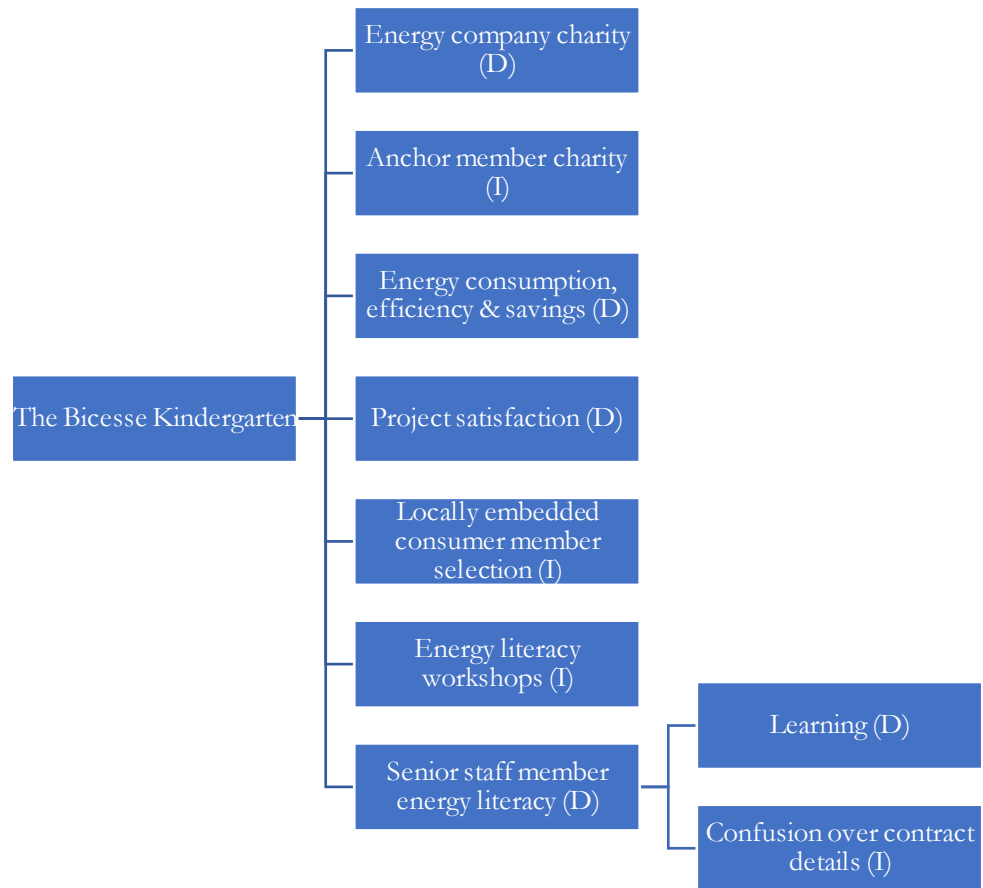 Energy company charity
(D)
Anchor member charity
(I)
Energy consumption,
efficiency & savings (D)
The Bicesse Kindergarten
Project satisfaction (D)
Locally embedded
consumer member
selection (I)
Energy literacy
workshops (I)
Senior staff member
energy literacy (D)
Learning (D)
Confusion over contract
details (I)